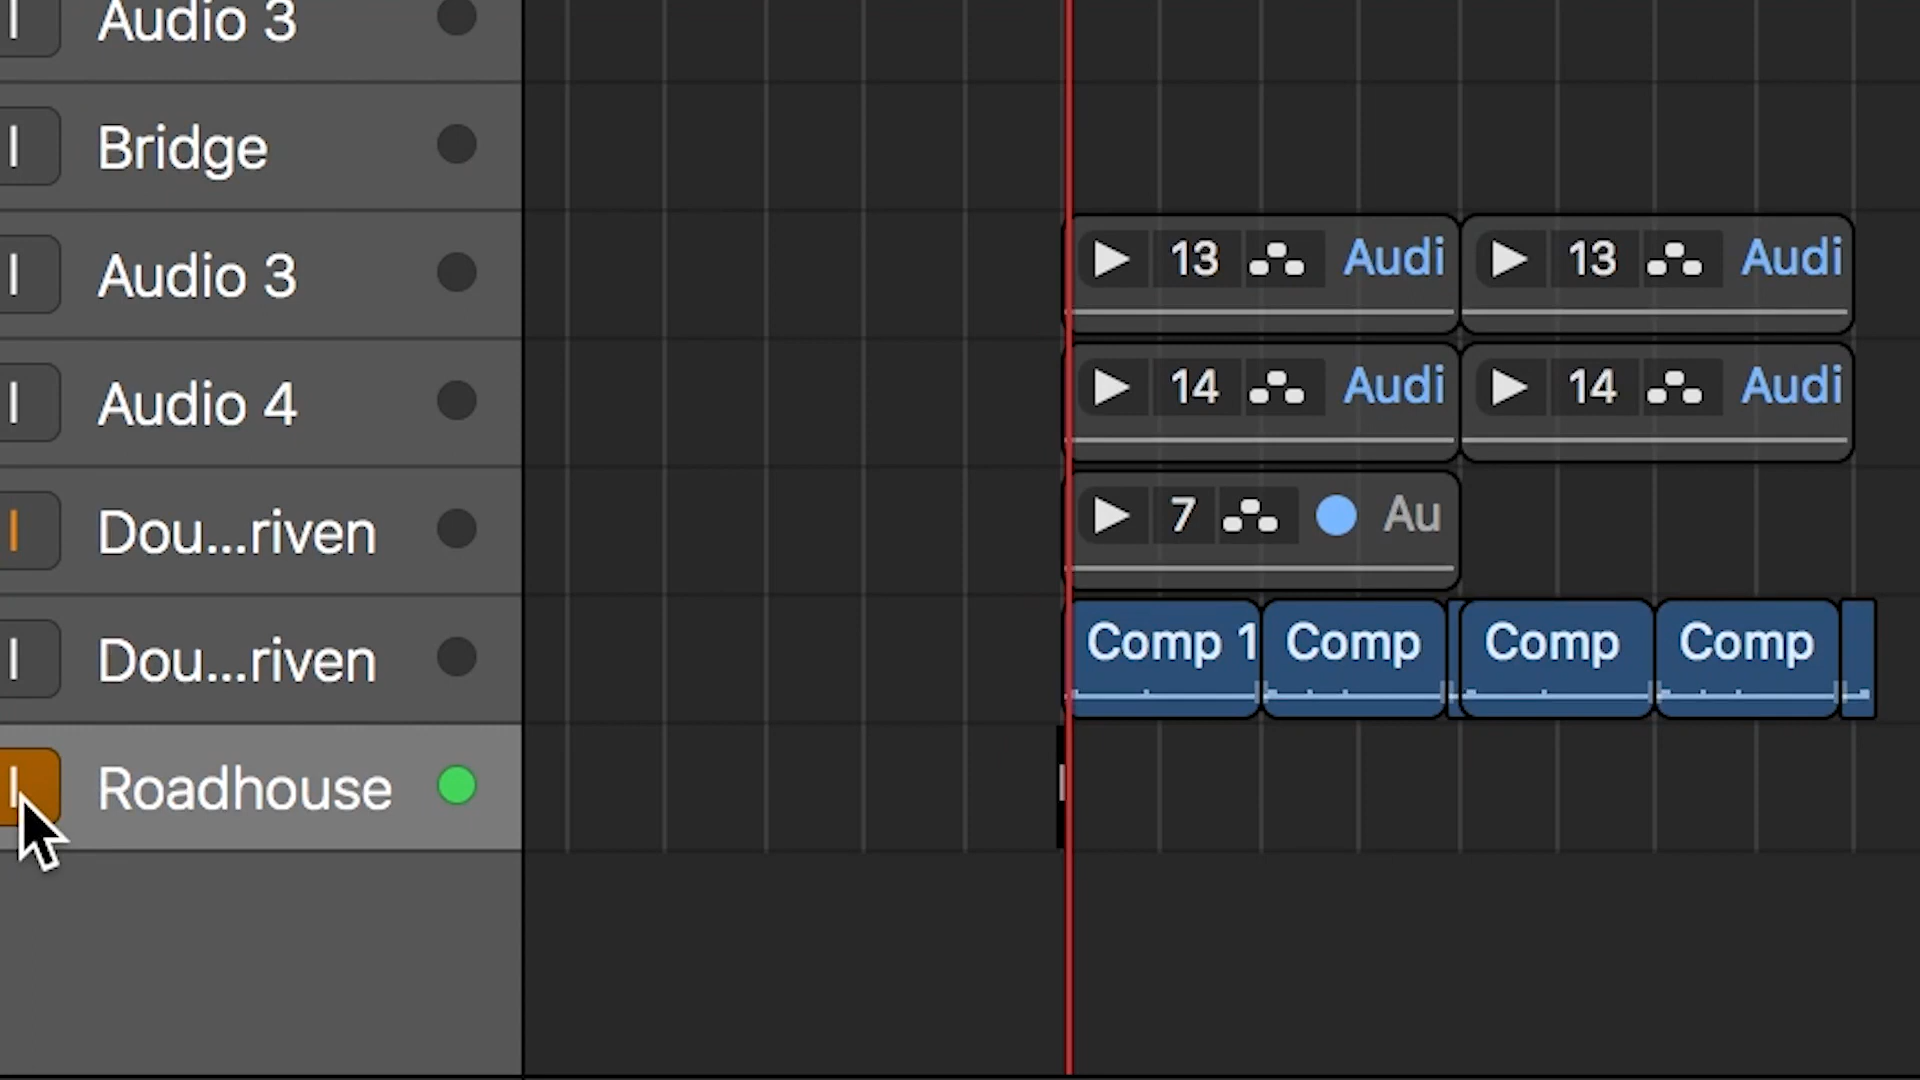 I Audio 3
I Bridge
I Audio 3 13 Audi 13 Audi
I Audio 4 14 Audi 14 Audi
I Dou...riven 7 Au
I Dou...riven Comp 1 Comp Comp Comp
I Roadhouse